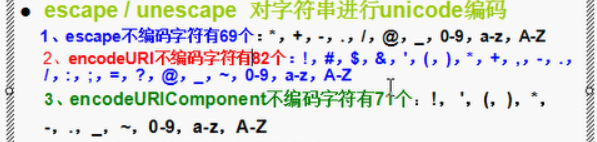 ● escape / unescape 对字符串进行unicode编码
1、escape不编码字符有69个：*，+，-，.，/，@，_，0-9，a-z，A-Z
2、encodeURI不编码字符有82个：!，#，$，&，'，(，)，*，+，,，-，.，
/，:，;，=，?，@，_，~，0-9，a-z，A-Z
3、encodeURIComponent不编码字符有71个：!，'，(，)，*，
-，.，_，~，0-9，a-z，A-Z